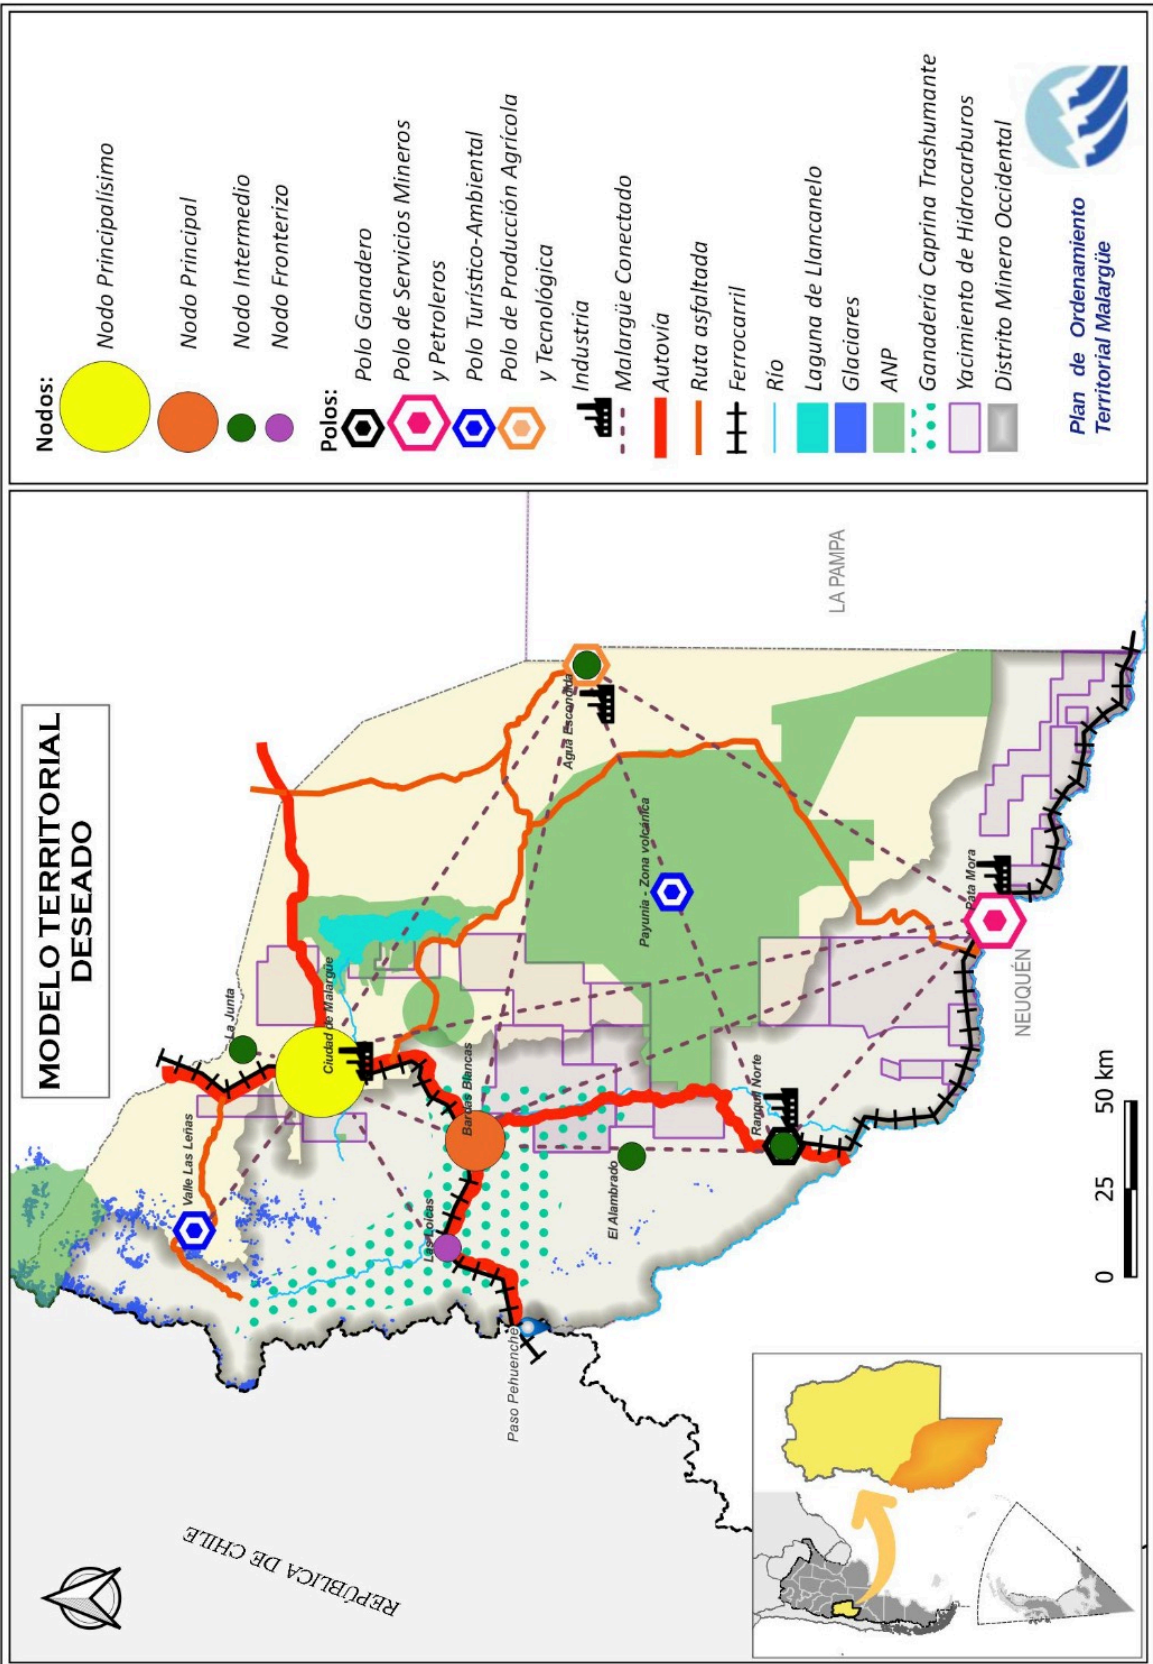 MODELO TERRITORIAL
DESEADO
REPÚBLICA DE CHILE
Valle Las Leñas
La Junta
Ciudad de Malargüe
Las Loicas
Bardas Blancas
Paso Pehuenche
Agua Escondida
El Alambrado
Payunia - Zona volcánica
Ranquil Norte
Pata Mora
LA PAMPA
NEUQUÉN
0 25 50 km
Nodos:
Nodo Principalísimo
Nodo Principal
Nodo Intermedio
Nodo Fronterizo
Polos:
Polo Ganadero
Polo de Servicios Mineros
y Petroleros
Polo Turístico-Ambiental
Polo de Producción Agrícola
y Tecnológica
Industria
Malargüe Conectado
Autovía
Ruta asfaltada
Ferrocarril
Río
Laguna de Llancanelo
Glaciares
ANP
Ganadería Caprina Trashumante
Yacimiento de Hidrocarburos
Distrito Minero Occidental
Plan de Ordenamiento
Territorial Malargüe